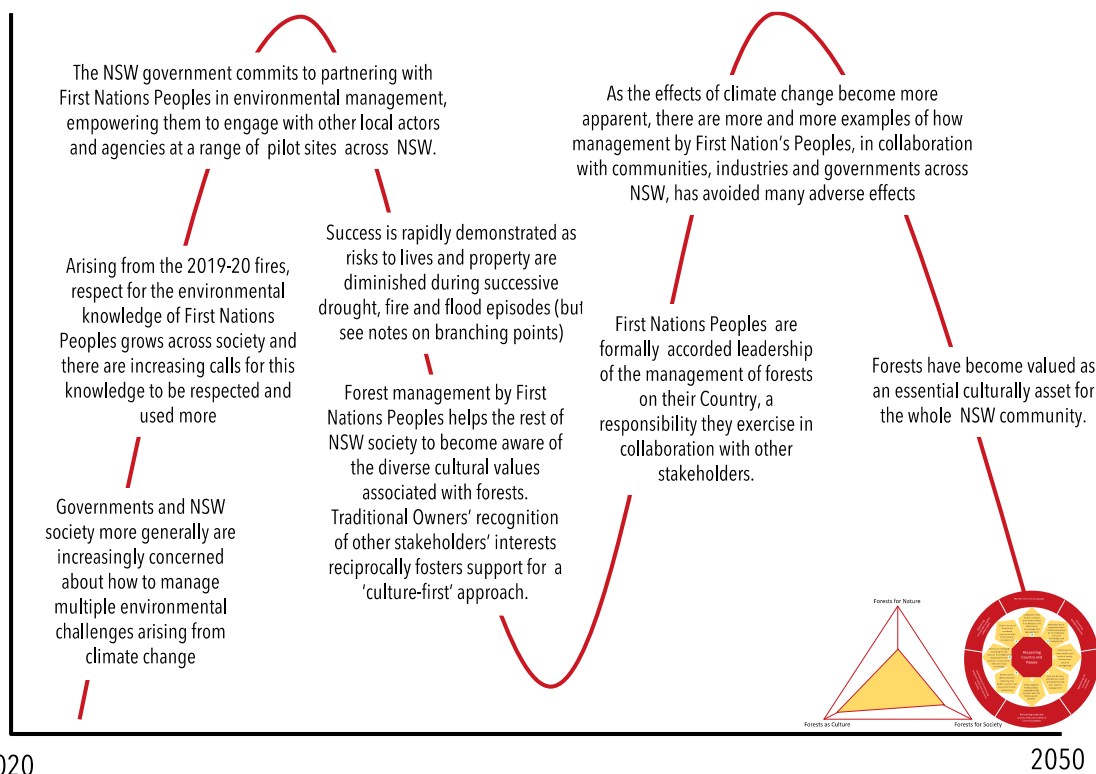 The NSW government commits to partnering with
First Nations Peoples in environmental management,
empowering them to engage with other local actors
and agencies at a range of pilot sites across NSW.
As the effects of climate change become more
apparent, there are more and more examples of how
management by First Nation's Peoples, in collaboration
with communities, industries and governments across
NSW, has avoided many adverse effects
Arising from the 2019-20 fires,
respect for the environmental
knowledge of First Nations
Peoples grows across society and
there are increasing calls for this
knowledge to be respected and
used more
Success is rapidly demonstrated as
risks to lives and property are
diminished during successive
drought, fire and flood episodes (but
see notes on branching points)
First Nations Peoples are
formally accorded leadership
of the management of forests
on their Country, a
responsibility they exercise in
collaboration with other
stakeholders.
Forests have become valued as
an essential culturally asset for
the whole NSW community.
Forest management by First
Nations Peoples helps the rest of
NSW society to become aware of
the diverse cultural values
associated with forests.
Traditional Owners' recognition
of other stakeholders' interests
reciprocally fosters support for a
'culture-first' approach.
Governments and NSW
society more generally are
increasingly concerned
about how to manage
multiple environmental
challenges arising from
climate change
Forests for Nature
Forests as Culture
Forests for Society
Respecting
Country and
People
020
2050